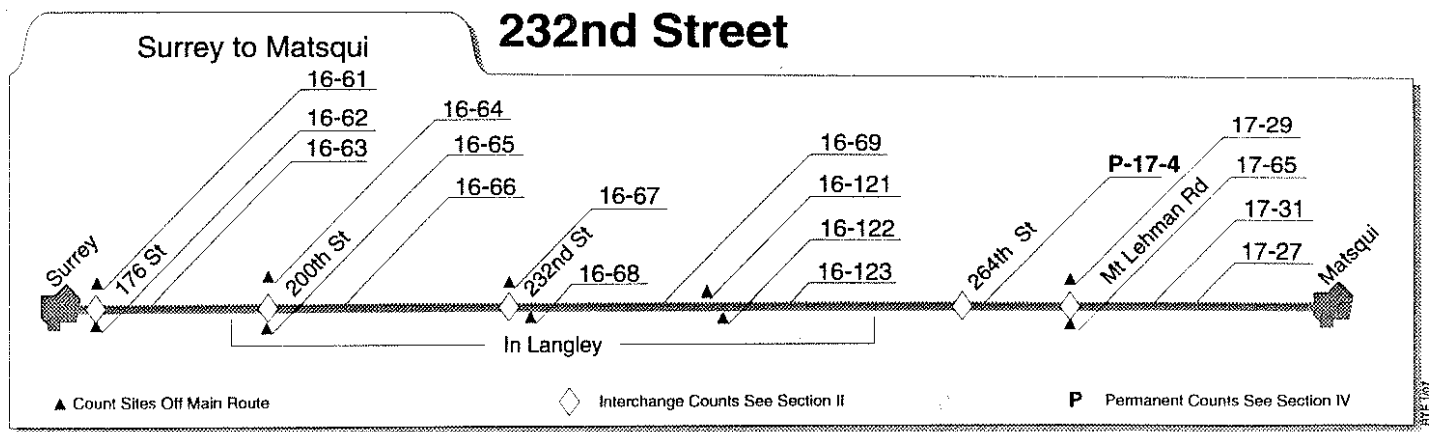 232nd Street
Surrey to Matsqui
16-61
16-62
16-63
16-64
16-65
16-66
16-67
16-68
16-69
16-121
16-122
16-123
P-17-4
17-29
17-65
17-31
17-27
Surrey
176 St
200th St
232nd St
264th St
Mt Lehman Rd
Matsqui
In Langley
▲ Count Sites Off Main Route
Interchange Counts See Section II
P Permanent Counts See Section IV